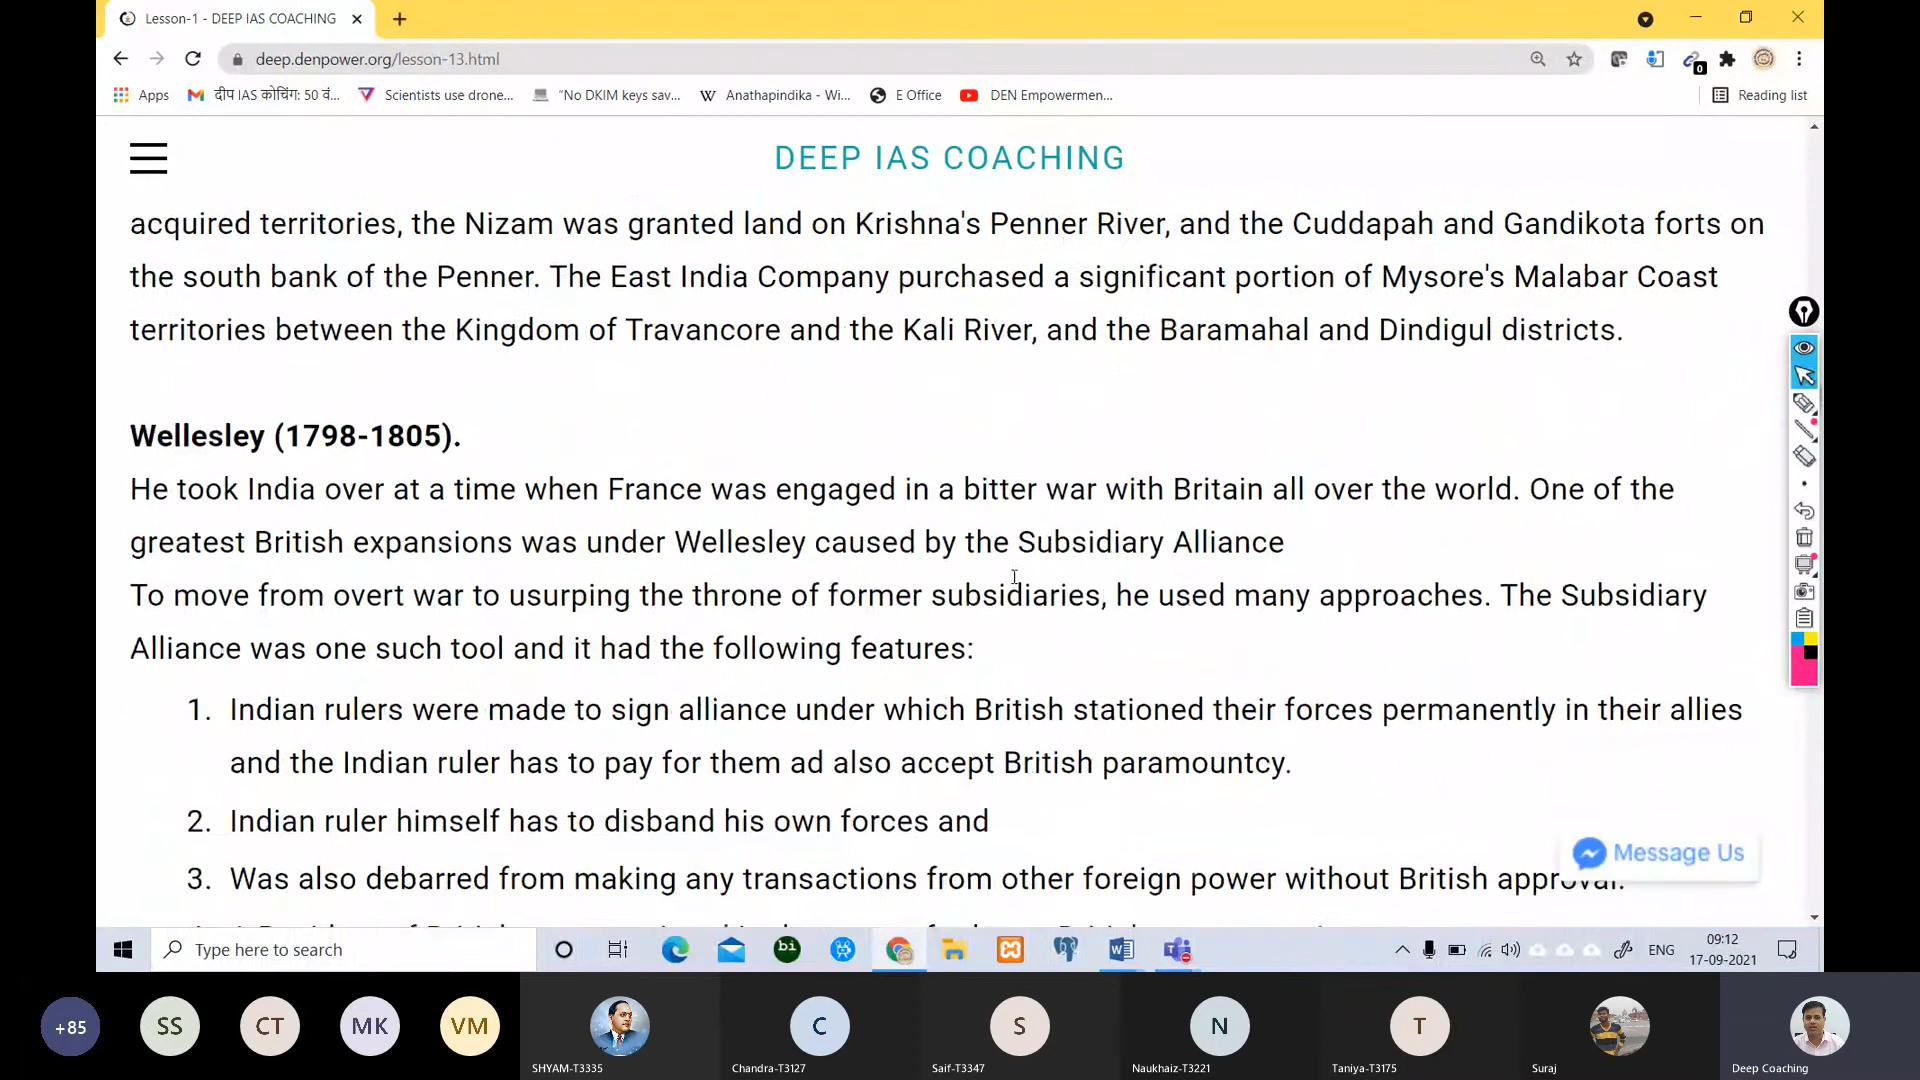 Lesson-1 - DEEP IAS COACHING
deep.denpower.org/lesson-13.html
Apps
दीप IAS कोचिंग: 50 वं...
Scientists use drone...
"No DKIM keys sav...
W Anathapindika - Wi...
E Office
DEN Empowermen...
Reading list
0
DEEP IAS COACHING
acquired territories, the Nizam was granted land on Krishna's Penner River, and the Cuddapah and Gandikota forts on
the south bank of the Penner. The East India Company purchased a significant portion of Mysore's Malabar Coast
territories between the Kingdom of Travancore and the Kali River, and the Baramahal and Dindigul districts.
Wellesley (1798-1805).
He took India over at a time when France was engaged in a bitter war with Britain all over the world. One of the
greatest British expansions was under Wellesley caused by the Subsidiary Alliance
To move from overt war to usurping the throne of former subsidiaries, he used many approaches. The Subsidiary
Alliance was one such tool and it had the following features:
1. Indian rulers were made to sign alliance under which British stationed their forces permanently in their allies
and the Indian ruler has to pay for them ad also accept British paramountcy.
2. Indian ruler himself has to disband his own forces and
3. Was also debarred from making any transactions from other foreign power without British approval.
Message Us
Type here to search
bi
ENG
09:12
17-09-2021
+85
SS
CT
MK
VM
C
S
N
T
SHYAM-T3335
Chandra-T3127
Saif-T3347
Naukhaiz-T3221
Taniya-T3175
Suraj
Deep Coaching